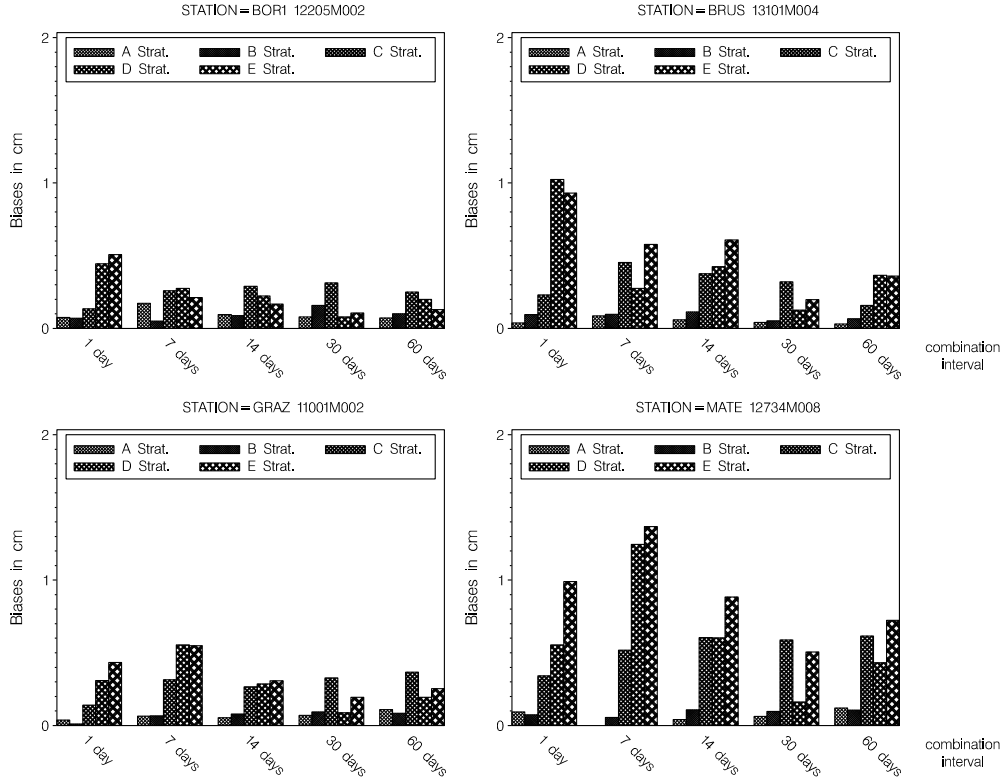 STATION=BOR1 12205M002
2
A Strat. B Strat. C Strat.
D Strat. E Strat.
Biases in cm
1
0
1 day 7 days 14 days 30 days 60 days
STATION=BRUS 13101M004
2
A Strat. B Strat. C Strat.
D Strat. E Strat.
Biases in cm
1
0
1 day 7 days 14 days 30 days 60 days
combination
interval
STATION=GRAZ 11001M002
2
A Strat. B Strat. C Strat.
D Strat. E Strat.
Biases in cm
1
0
1 day 7 days 14 days 30 days 60 days
STATION=MATE 12734M008
2
A Strat. B Strat. C Strat.
D Strat. E Strat.
Biases in cm
1
0
1 day 7 days 14 days 30 days 60 days
combination
interval